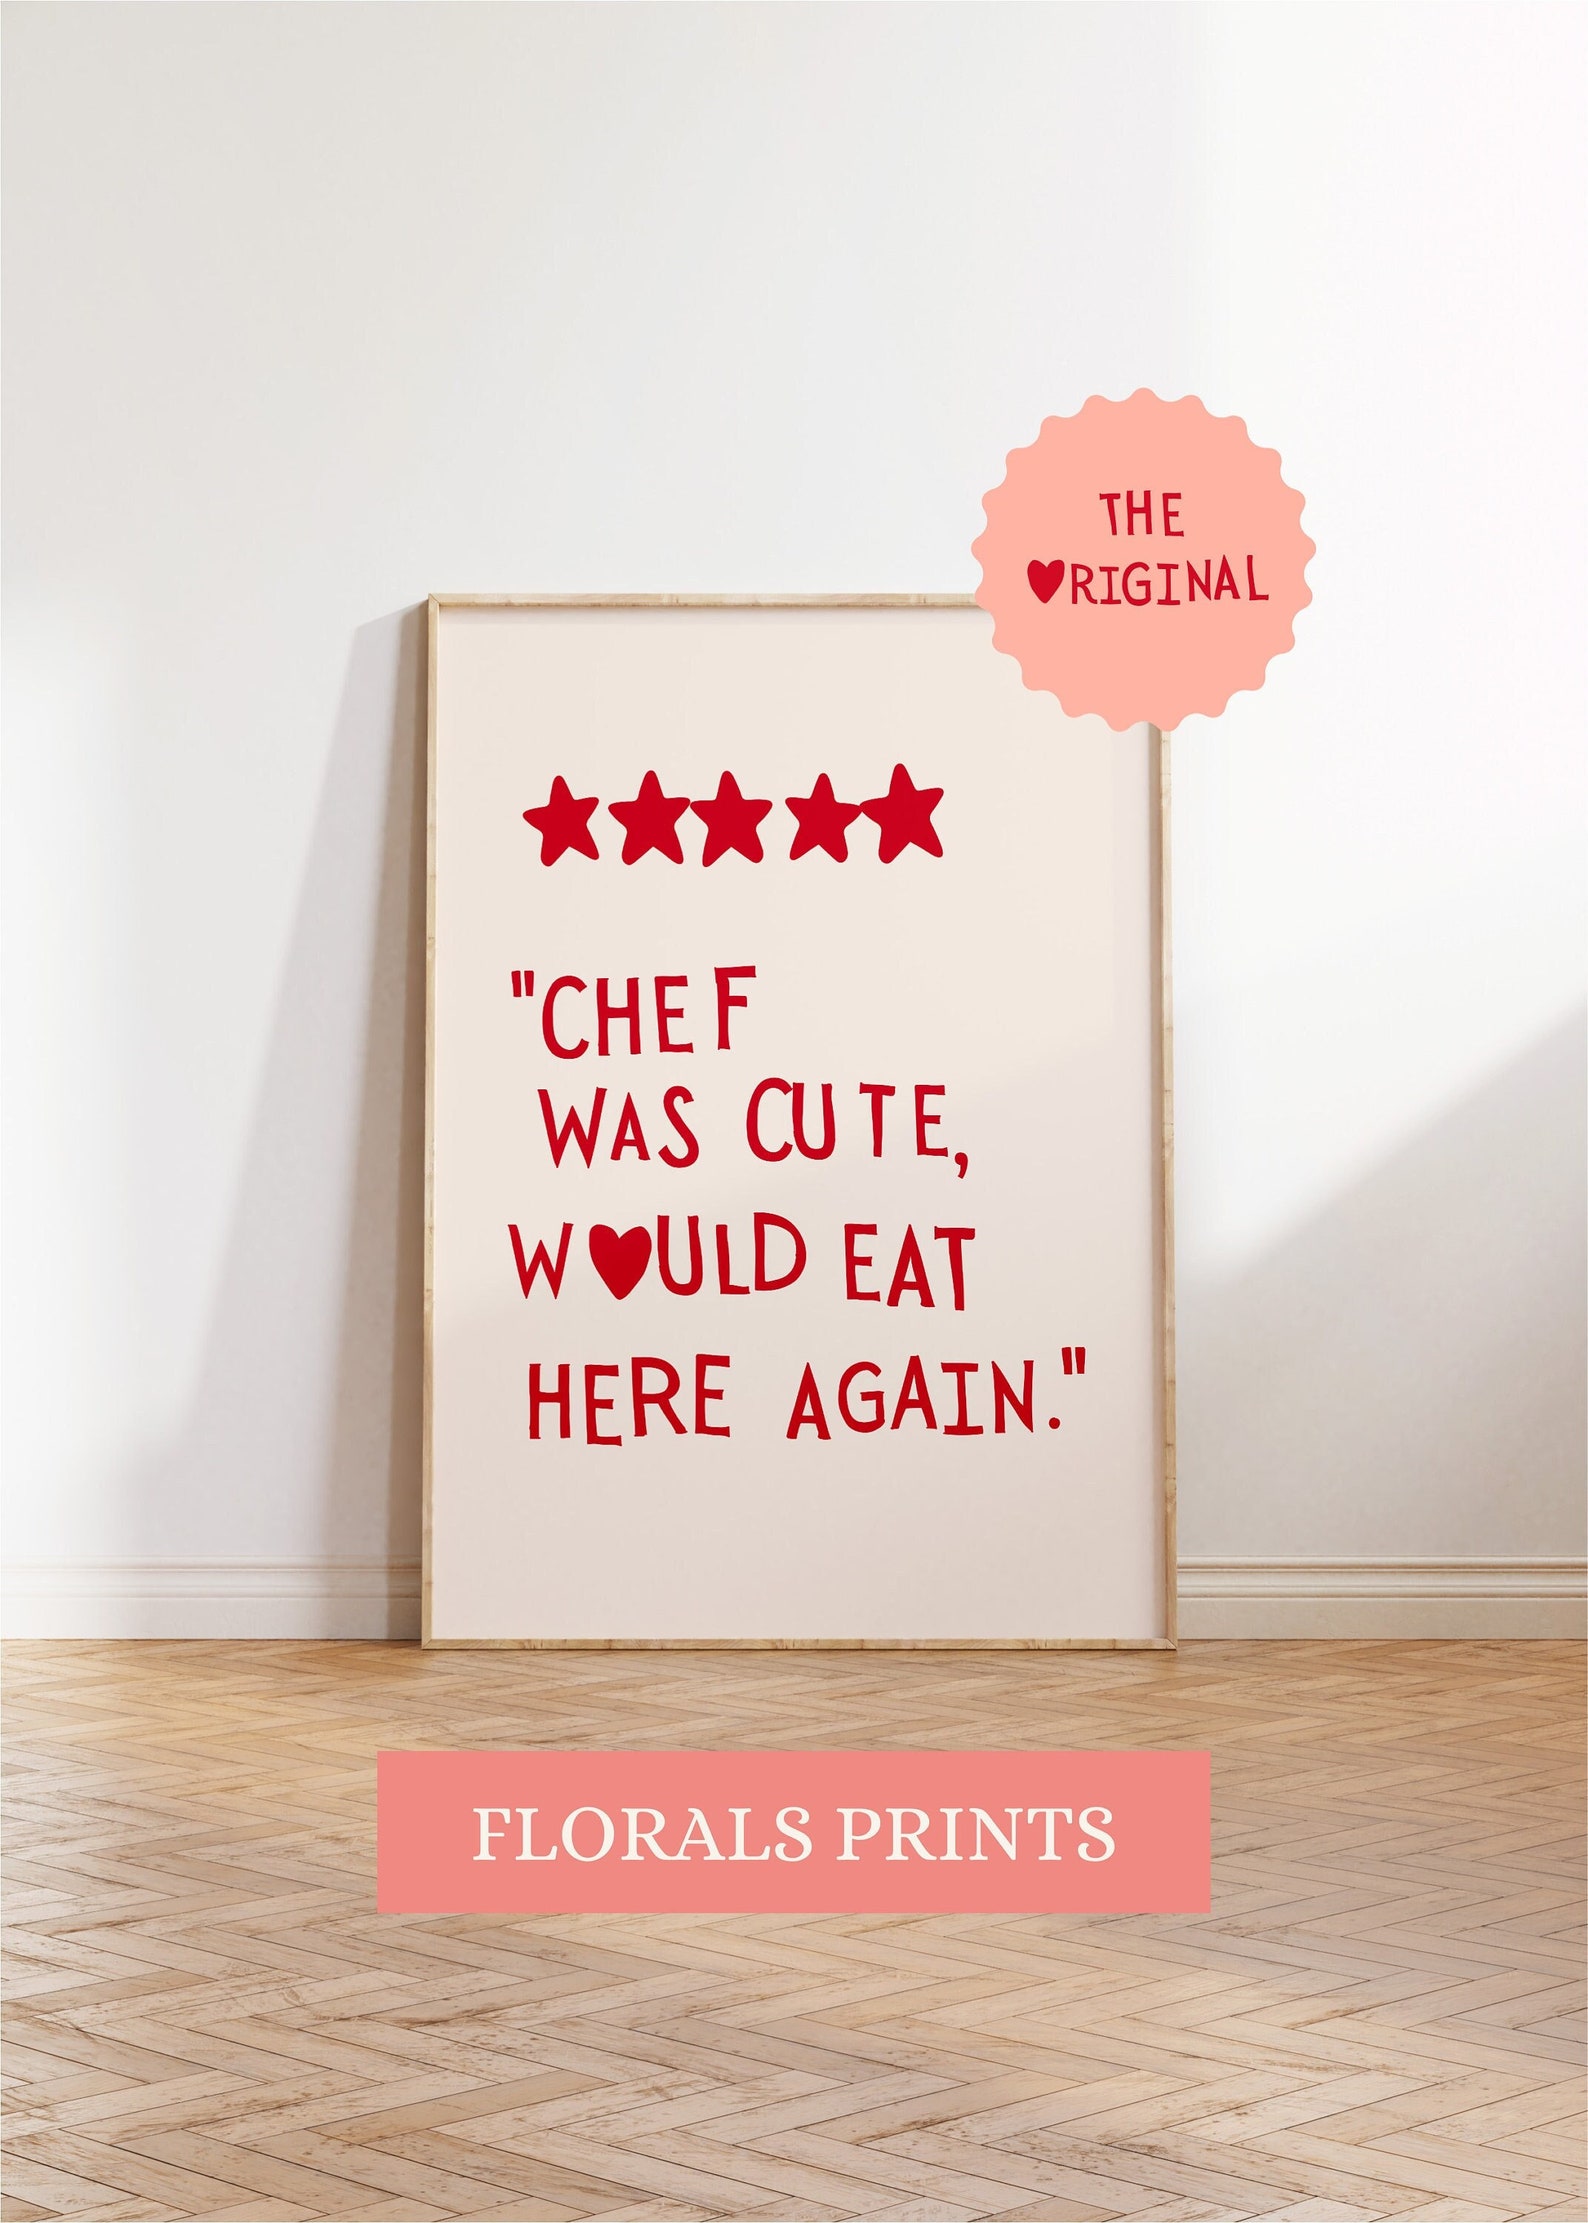 THE
♥RIGINAL
★★★★★
"CHEF
WAS CUTE,
W♥ULD EAT
HERE AGAIN."
FLORALS PRINTS